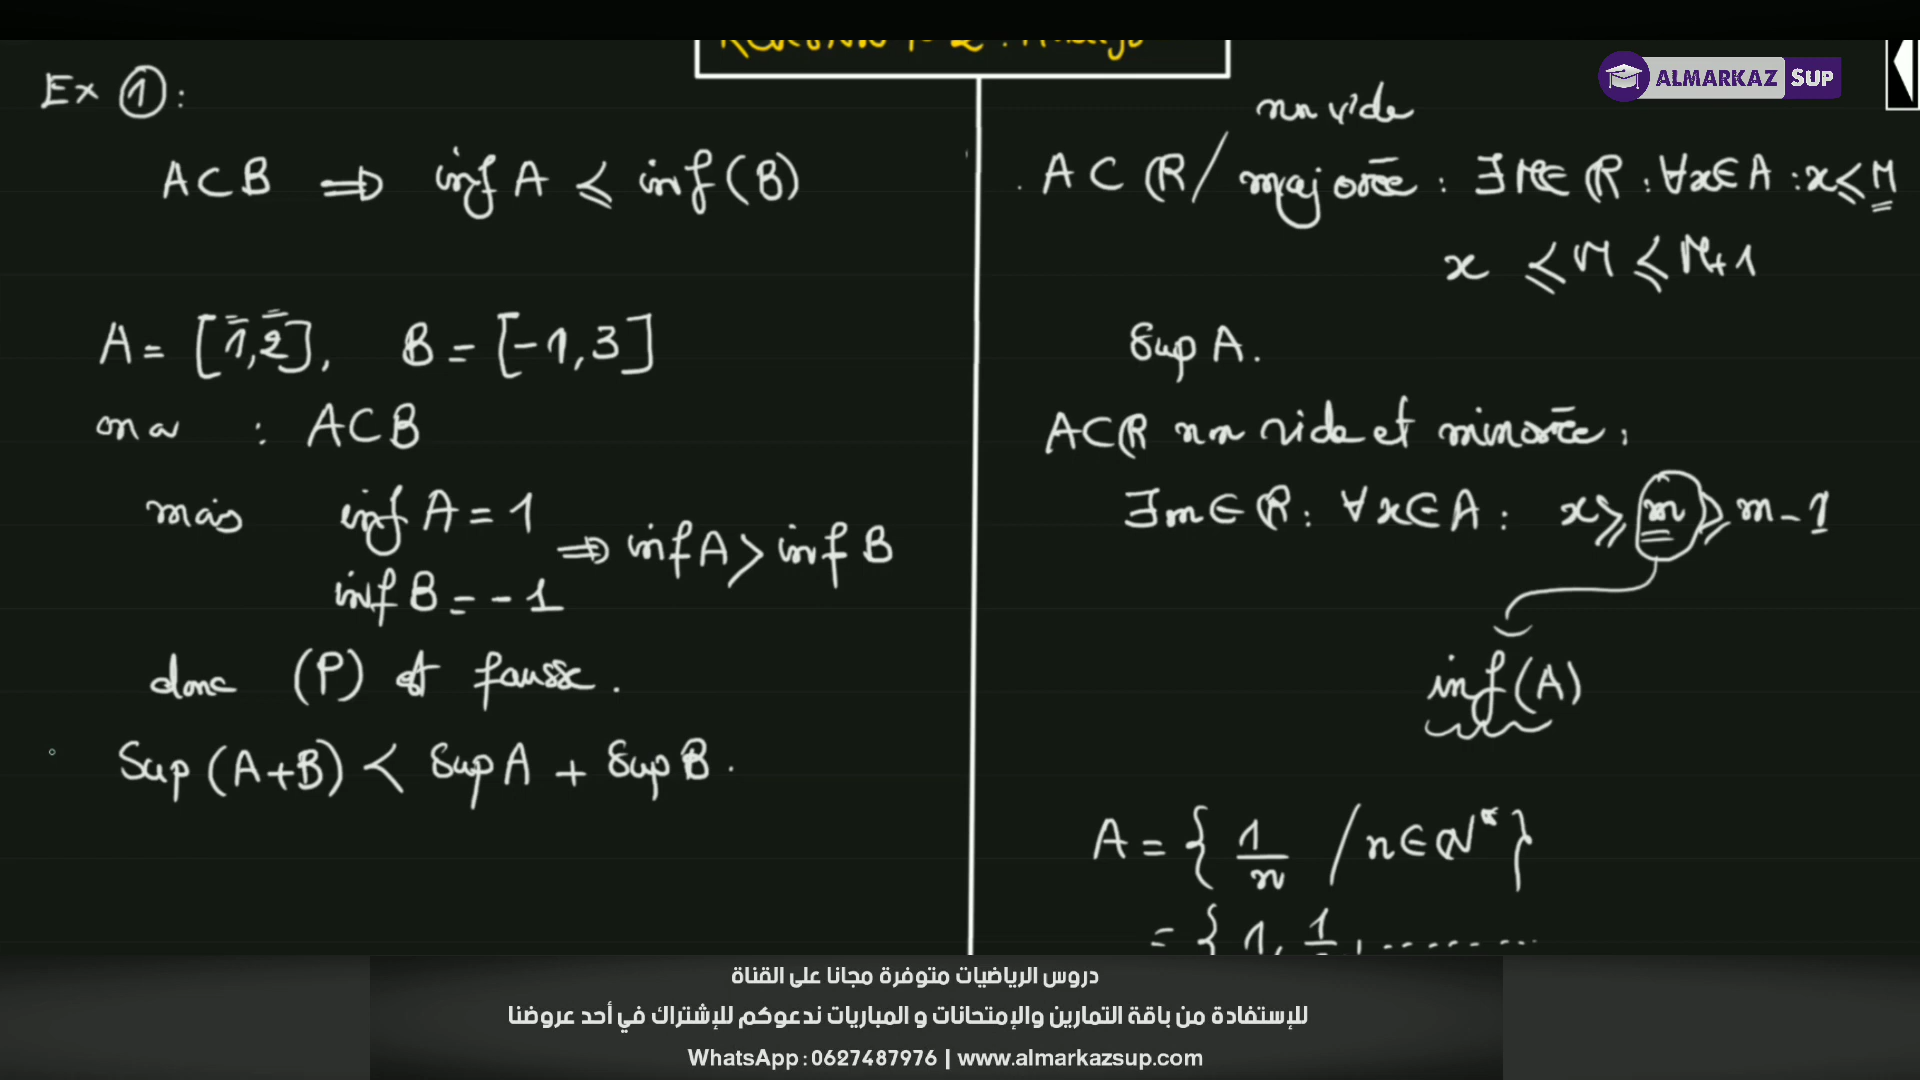 Ex ① :
A ⊂ B ⟹ inf A ⩽ inf (B)
A = [1, 2], B = [-1, 3]
on a : A ⊂ B
mais inf A = 1
⟹ inf A > inf B
inf B = -1
donc (P) est fausse.
Sup (A+B) < Sup A + Sup B.
non vide
A ⊂ ℝ / majorée : ∃ M ∈ ℝ : ∀x ∈ A : x ⩽ M
x ⩽ M ⩽ M+1
Sup A.
A ⊂ ℝ non vide et minorée :
∃ m ∈ ℝ : ∀x ∈ A : x ⩾ m ⩾ m - 1
inf (A)
A = { 1/n / n ∈ ℕ* }
= { 1, 1
ALMARKAZ SUP
دروس الرياضيات متوفرة مجانا على القناة
للإستفادة من باقة التمارين والإمتحانات و المباريات ندعوكم للإشتراك في أحد عروضنا
WhatsApp : 0627487976 | www.almarkazsup.com